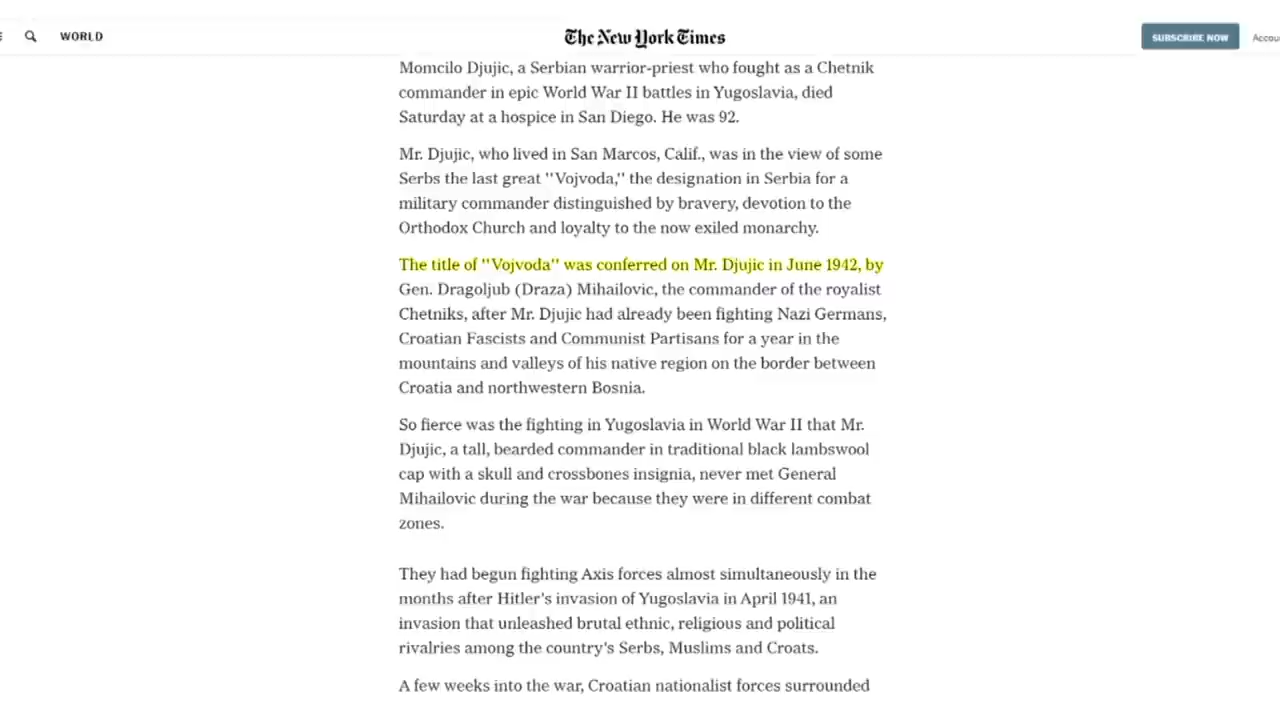 WORLD
The New York Times
SUBSCRIBE NOW
Momcilo Djujic, a Serbian warrior-priest who fought as a Chetnik
commander in epic World War II battles in Yugoslavia, died
Saturday at a hospice in San Diego. He was 92.
Mr. Djujic, who lived in San Marcos, Calif., was in the view of some
Serbs the last great ''Vojvoda,'' the designation in Serbia for a
military commander distinguished by bravery, devotion to the
Orthodox Church and loyalty to the now exiled monarchy.
The title of ''Vojvoda'' was conferred on Mr. Djujic in June 1942, by
Gen. Dragoljub (Draza) Mihailovic, the commander of the royalist
Chetniks, after Mr. Djujic had already been fighting Nazi Germans,
Croatian Fascists and Communist Partisans for a year in the
mountains and valleys of his native region on the border between
Croatia and northwestern Bosnia.
So fierce was the fighting in Yugoslavia in World War II that Mr.
Djujic, a tall, bearded commander in traditional black lambswool
cap with a skull and crossbones insignia, never met General
Mihailovic during the war because they were in different combat
zones.
They had begun fighting Axis forces almost simultaneously in the
months after Hitler's invasion of Yugoslavia in April 1941, an
invasion that unleashed brutal ethnic, religious and political
rivalries among the country's Serbs, Muslims and Croats.
A few weeks into the war, Croatian nationalist forces surrounded